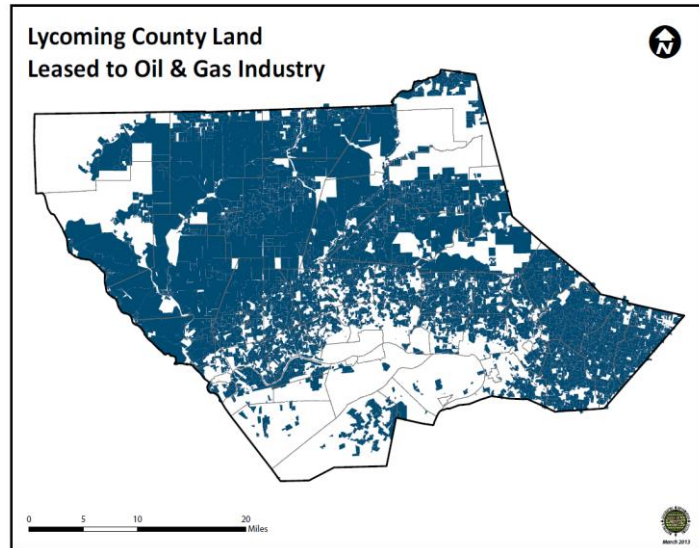 Lycoming County Land
Leased to Oil & Gas Industry
N
0 5 10 20
Miles
March 2013